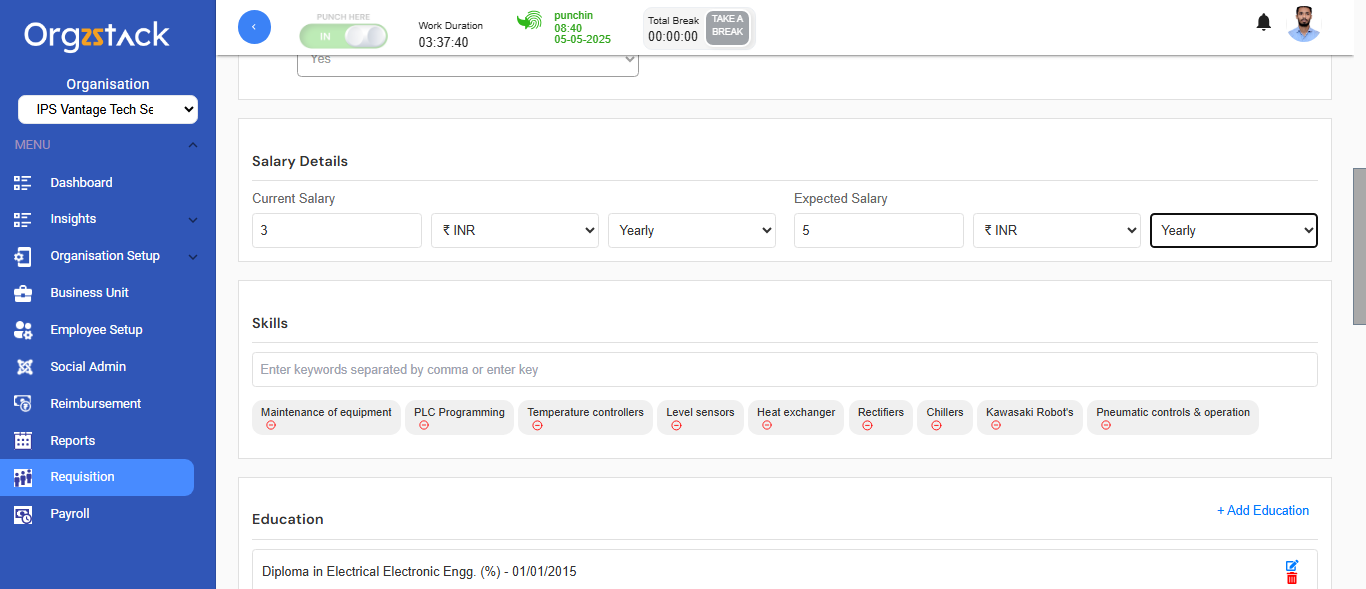 Orgzstack
Organisation
IPS Vantage Tech Se
MENU
Dashboard
Insights
Organisation Setup
Business Unit
Employee Setup
Social Admin
Reimbursement
Reports
Requisition
Payroll
‹
PUNCH HERE
IN
Work Duration
03:37:40
punchin
08:40
05-05-2025
Total Break
00:00:00
TAKE A
BREAK
Yes
Salary Details
Current Salary
Expected Salary
3
₹ INR
Yearly
5
₹ INR
Yearly
Skills
Enter keywords separated by comma or enter key
Maintenance of equipment
PLC Programming
Temperature controllers
Level sensors
Heat exchanger
Rectifiers
Chillers
Kawasaki Robot's
Pneumatic controls & operation
Education
+ Add Education
Diploma in Electrical Electronic Engg. (%) - 01/01/2015